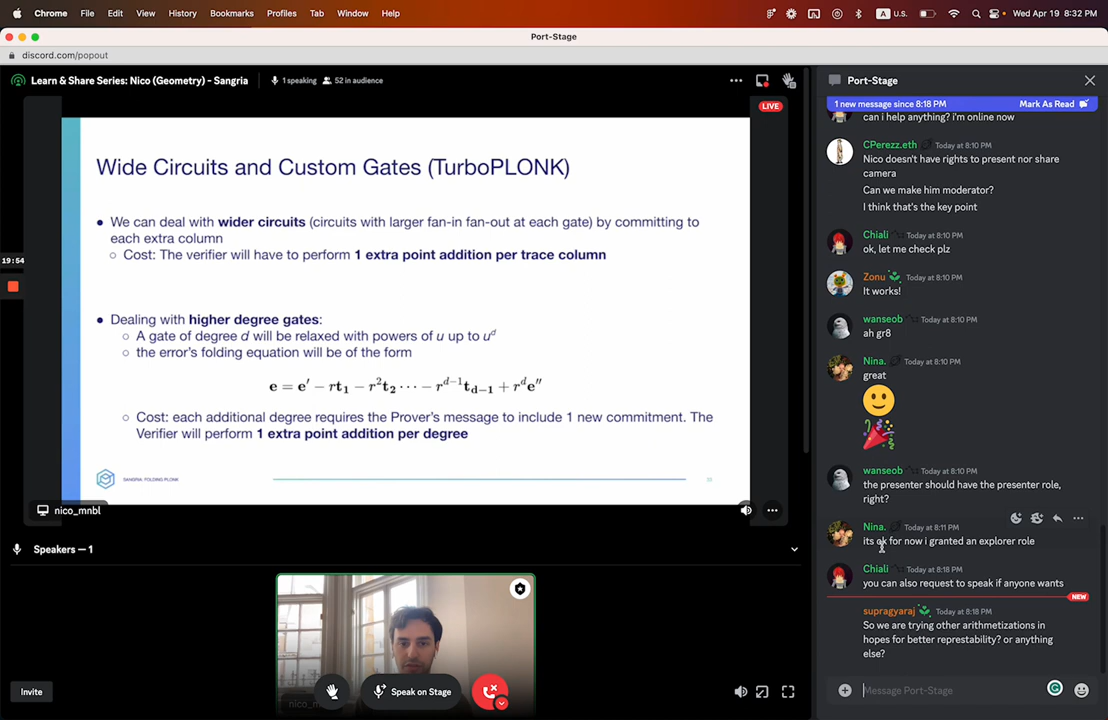 Chrome File Edit View History Bookmarks Profiles Tab Window Help A U.S. Wed Apr 19 8:32 PM
Port-Stage
discord.com/popout
Learn & Share Series: Nico (Geometry) - Sangria 1 speaking 52 in audience
LIVE
Wide Circuits and Custom Gates (TurboPLONK)
● We can deal with wider circuits (circuits with larger fan-in fan-out at each gate) by committing to
each extra column
○ Cost: The verifier will have to perform 1 extra point addition per trace column
19:54
● Dealing with higher degree gates:
○ A gate of degree d will be relaxed with powers of u up to uᵈ
○ the error's folding equation will be of the form
e = e′ − rt₁ − r²t₂ ⋯ − rᵈ⁻¹t_{d−1} + rᵈe″
○ Cost: each additional degree requires the Prover's message to include 1 new commitment. The
Verifier will perform 1 extra point addition per degree
SANGRIA: FOLDING PLONK
nico_mnbl
Speakers — 1
Speak on Stage
Invite
Port-Stage
1 new message since 8:18 PM Mark As Read
can i help anything? i'm online now
CPerezz.eth Today at 8:10 PM
Nico doesn't have rights to present nor share
camera
Can we make him moderator?
I think that's the key point
Chiali Today at 8:10 PM
ok, let me check plz
Zonu Today at 8:10 PM
It works!
wanseob Today at 8:10 PM
ah gr8
Nina. Today at 8:10 PM
great
wanseob Today at 8:10 PM
the presenter should have the presenter role,
right?
Nina. Today at 8:11 PM
its ok for now i granted an explorer role
Chiali Today at 8:18 PM
you can also request to speak if anyone wants
NEW
supragyaraj Today at 8:18 PM
So we are trying other arithmetizations in
hopes for better represtability? or anything
else?
Message Port-Stage